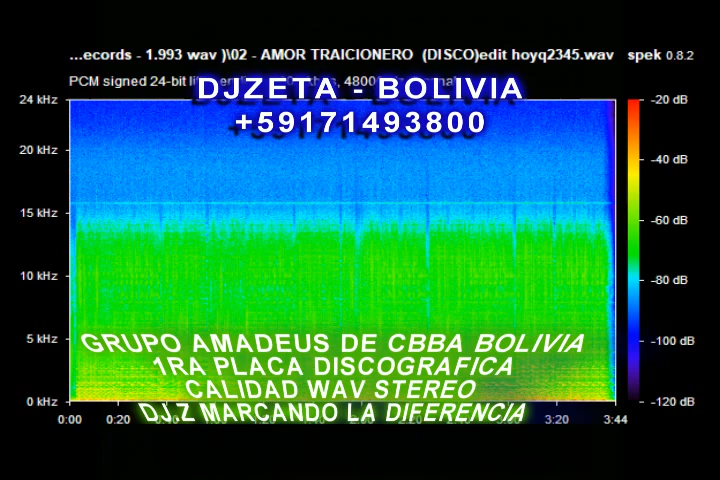 ...ecords - 1.993 wav )\02 - AMOR TRAICIONERO (DISCO)edit hoyq2345.wav spek 0.8.2
PCM signed 24-bit 4800
DJZETA - BOLIVIA
+59171493800
24 kHz
20 kHz
15 kHz
10 kHz
5 kHz
0 kHz
-20 dB
-40 dB
-60 dB
-80 dB
-100 dB
-120 dB
GRUPO AMADEUS DE CBBA BOLIVIA
1RA PLACA DISCOGRAFICA
CALIDAD WAV STEREO
DJ.Z MARCANDO LA DIFERENCIA
0:00 0:20 3:20 3:44